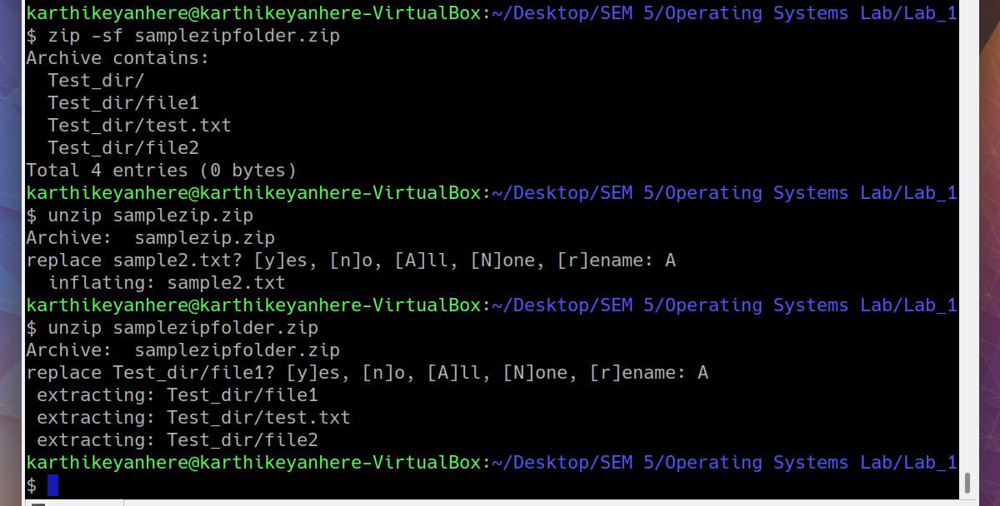 karthikeyanhere@karthikeyanhere-VirtualBox:~/Desktop/SEM 5/Operating Systems Lab/Lab_1
$ zip -sf samplezipfolder.zip
Archive contains:
  Test_dir/
  Test_dir/file1
  Test_dir/test.txt
  Test_dir/file2
Total 4 entries (0 bytes)
karthikeyanhere@karthikeyanhere-VirtualBox:~/Desktop/SEM 5/Operating Systems Lab/Lab_1
$ unzip samplezip.zip
Archive:  samplezip.zip
replace sample2.txt? [y]es, [n]o, [A]ll, [N]one, [r]ename: A
  inflating: sample2.txt
karthikeyanhere@karthikeyanhere-VirtualBox:~/Desktop/SEM 5/Operating Systems Lab/Lab_1
$ unzip samplezipfolder.zip
Archive:  samplezipfolder.zip
replace Test_dir/file1? [y]es, [n]o, [A]ll, [N]one, [r]ename: A
 extracting: Test_dir/file1
 extracting: Test_dir/test.txt
 extracting: Test_dir/file2
karthikeyanhere@karthikeyanhere-VirtualBox:~/Desktop/SEM 5/Operating Systems Lab/Lab_1
$